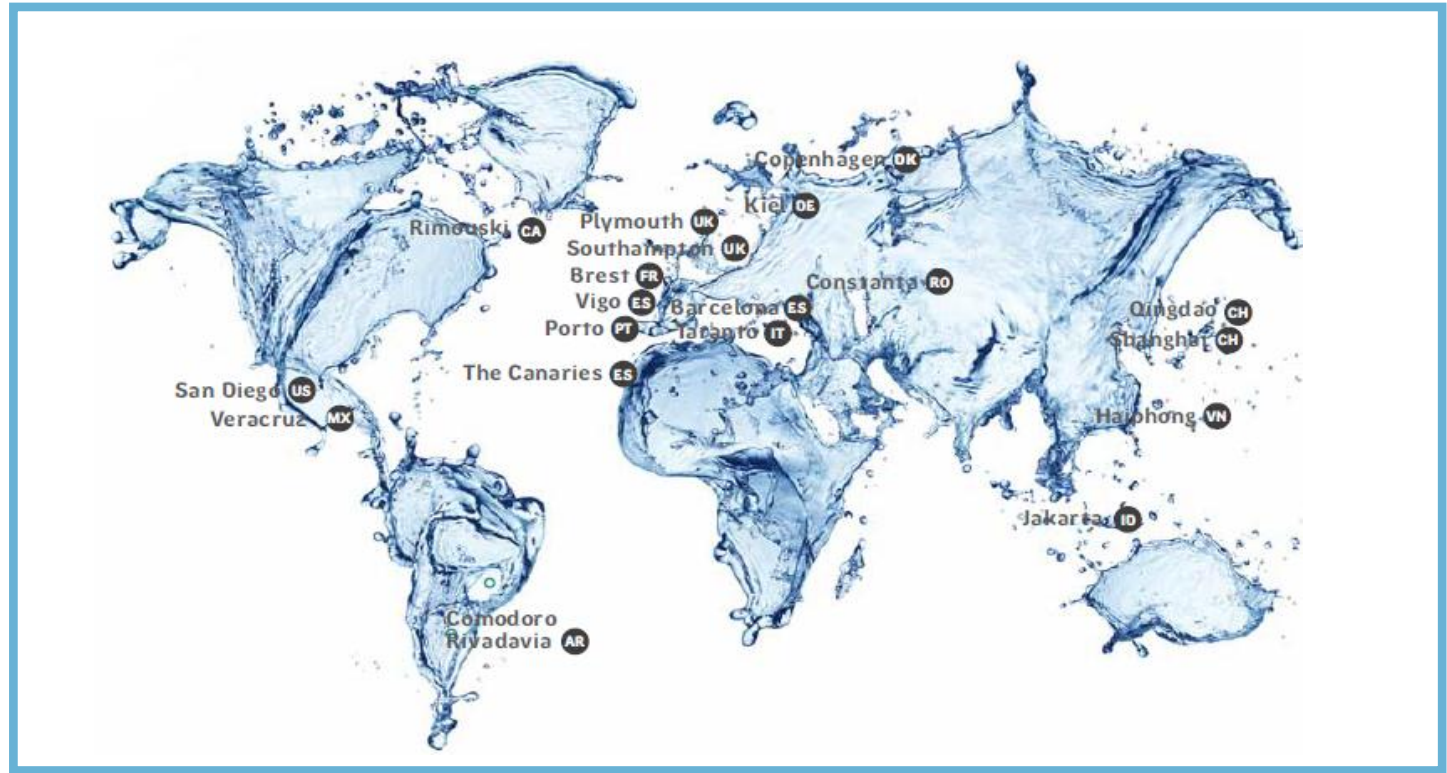 Copenhagen DK
Kiel DE
Plymouth UK
Rimouski CA
Southampton UK
Brest FR
Constanta RO
Vigo ES
Barcelona ES
Qingdao CH
Porto PT
Taranto IT
Shanghai CH
The Canaries ES
San Diego US
Veracruz MX
Haiphong VN
Jakarta ID
Comodoro
Rivadavia AR